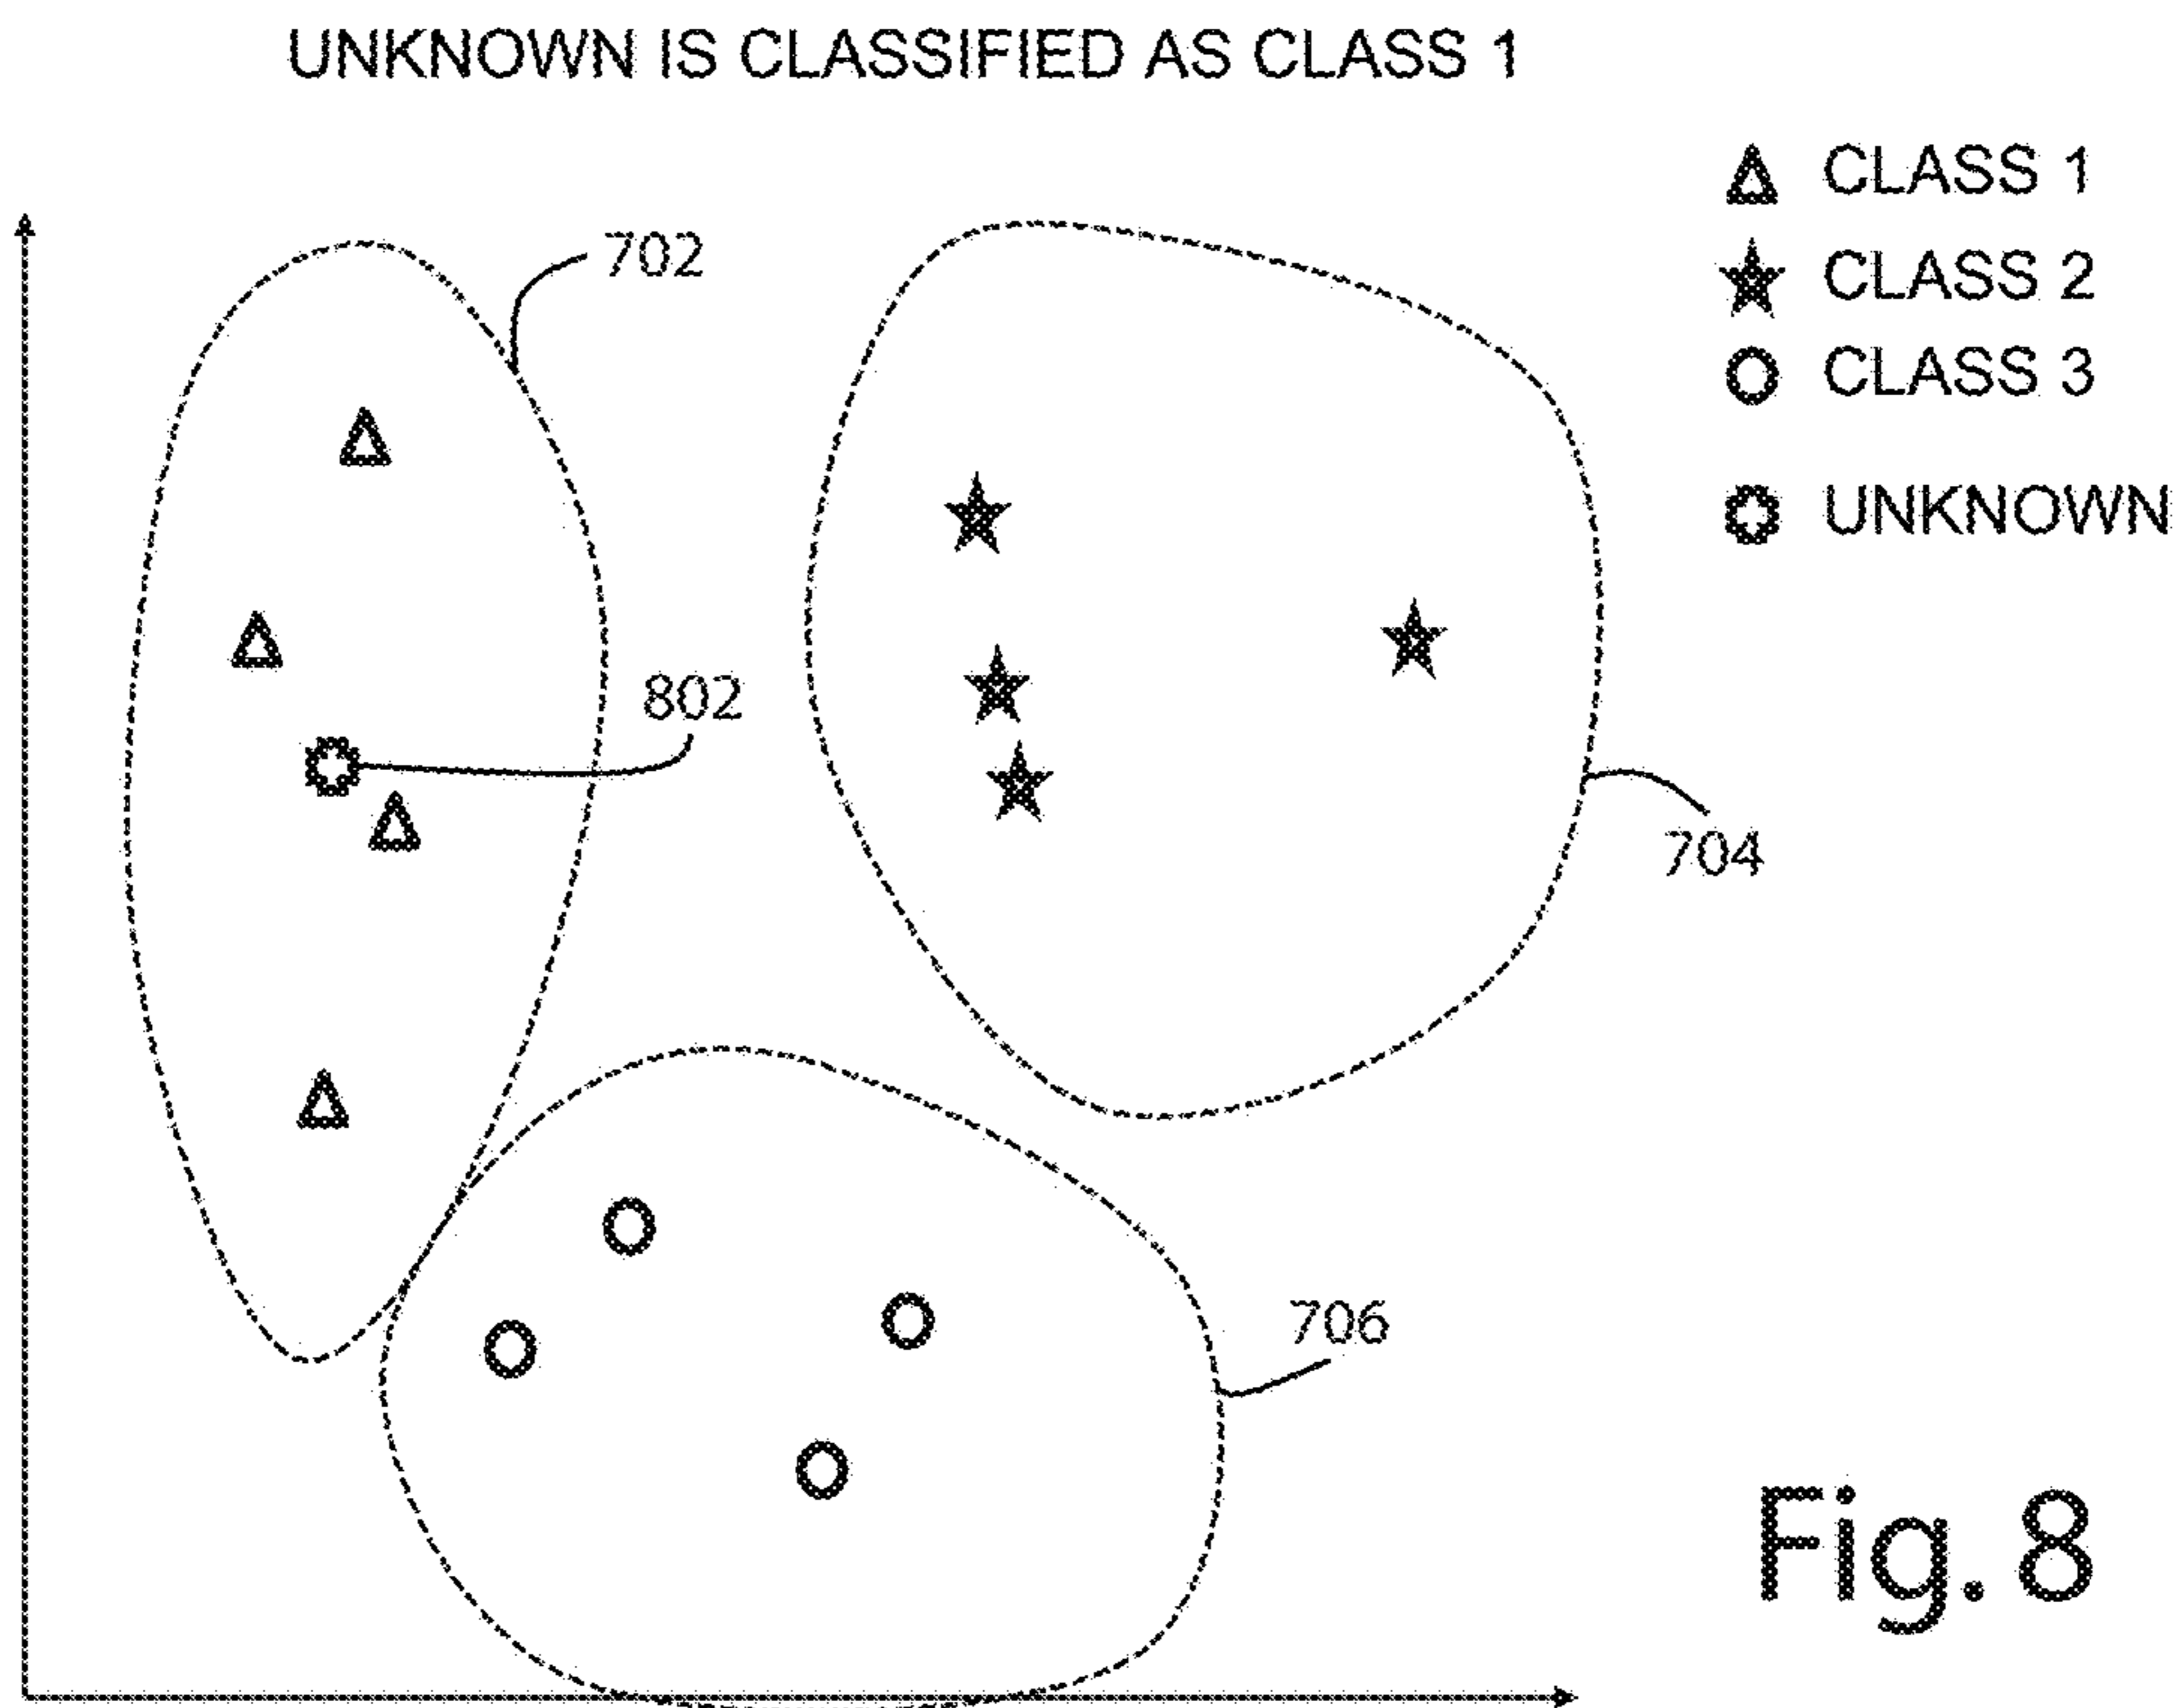 UNKNOWN IS CLASSIFIED AS CLASS 1
CLASS 1
702
CLASS 2
CLASS 3
UNKNOWN
802
704
706
Fig. 8